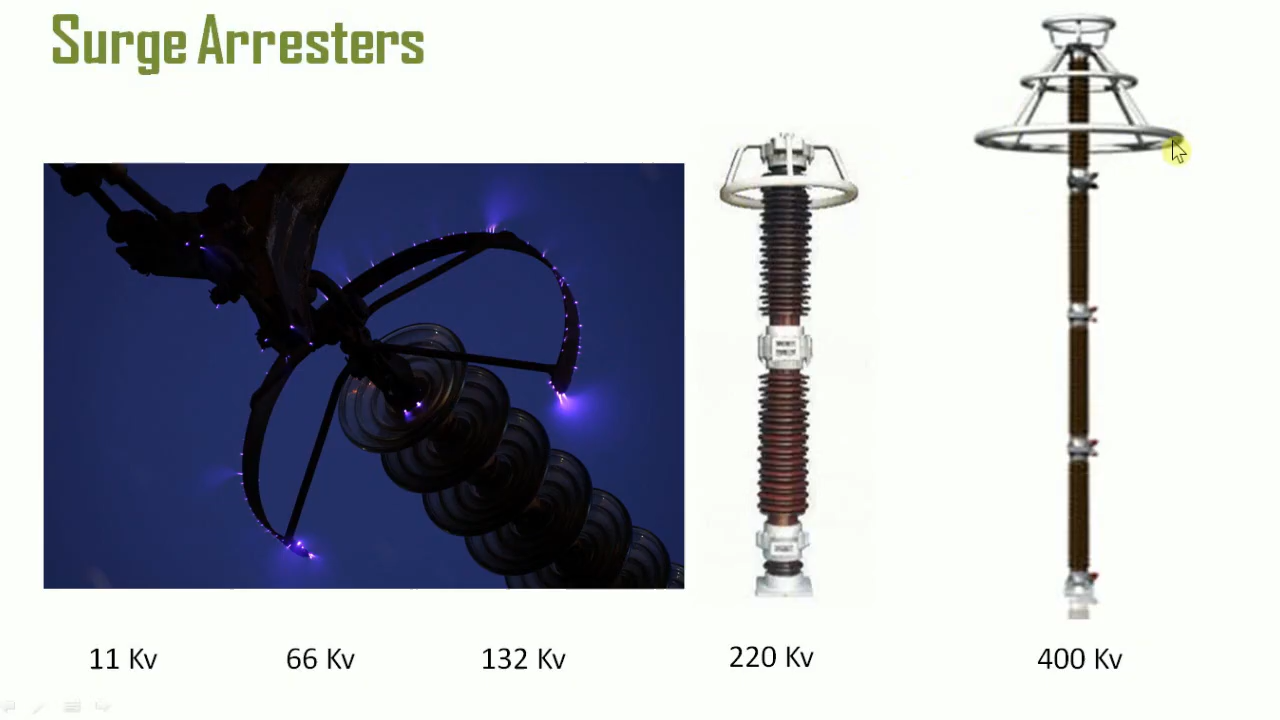 Surge Arresters
11 Kv
66 Kv
132 Kv
220 Kv
400 Kv